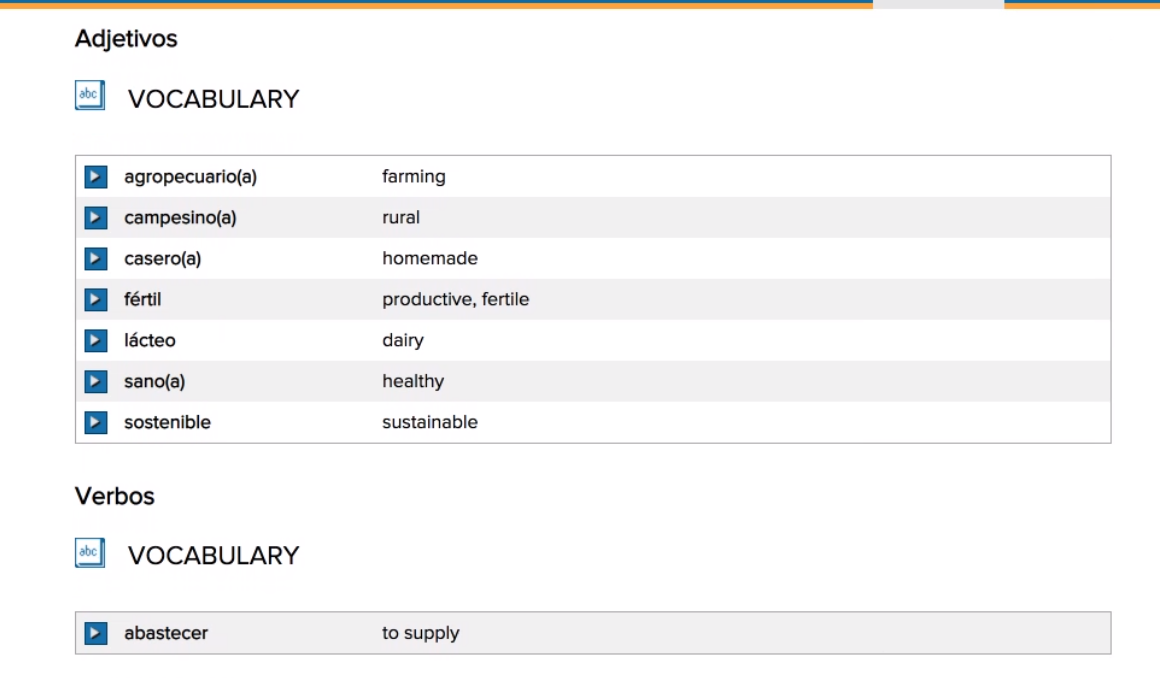 Adjetivos
abc VOCABULARY
agropecuario(a) farming
campesino(a) rural
casero(a) homemade
fértil productive, fertile
lácteo dairy
sano(a) healthy
sostenible sustainable
Verbos
abc VOCABULARY
abastecer to supply